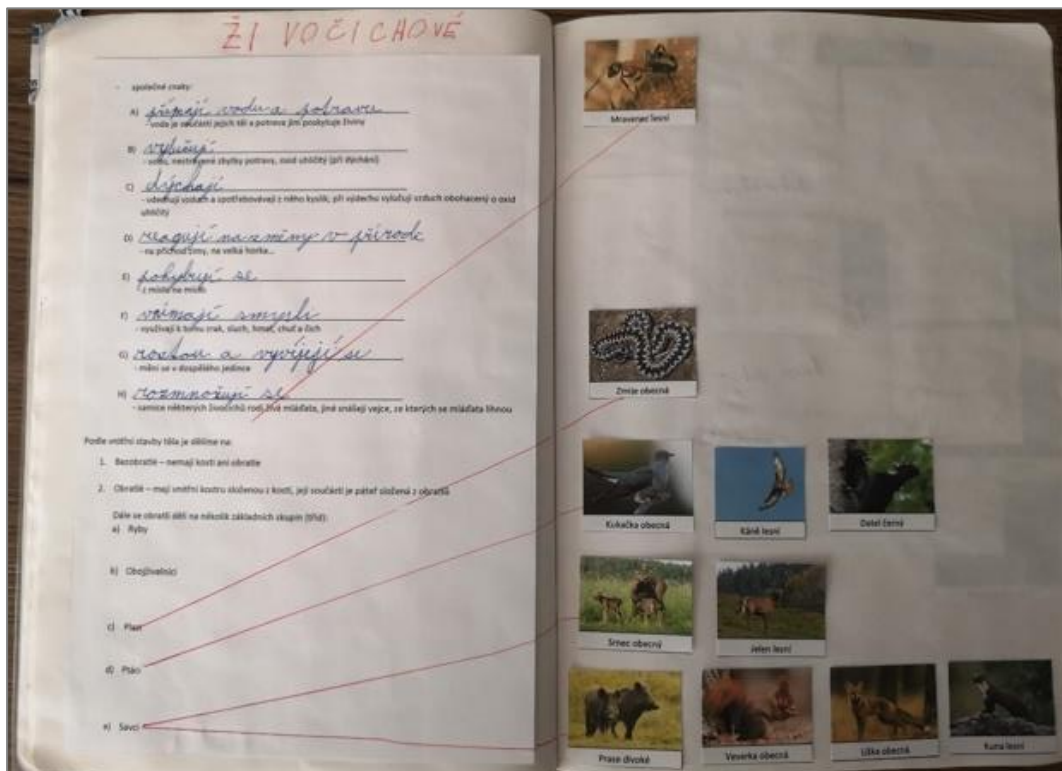 ŽIVOČICHOVÉ
- společné znaky:
A) přijmají vodu a potravu
- voda je součástí jejich těl a potrava jim poskytuje živiny
B) vylučují
- vodu, nestrávené zbytky potravy, oxid uhličitý (při dýchání)
C) dýchají
- vdechují vzduch a spotřebovávají z něho kyslík, při výdechu vylučují vzduch obohacený o oxid
uhličitý
D) reagují na změny v přírodě
- na příchod zimy, na velká horka...
E) pohybují se
z místa na místo
F) vnímají smysli
- využívají k tomu zrak, sluch, hmat, chuť a čich
G) rostou a vyvíjejí se
- mění se v dospělého jedince
H) rozmnožují se
- samice některých živočichů rodí živá mláďata, jiné snášejí vejce, ze kterých se mláďata líhnou
Podle vnitřní stavby těla je dělíme na:
1. Bezobratlé – nemají kosti ani obratle
2. Obratlé – mají vnitřní kostru složenou z kostí, její součástí je páteř složená z obratlů
Dále se obratlí dělí na několik základních skupin (tříd):
a) Ryby
b) Obojživelníci
c) Plazi
d) Ptáci
e) Savci
Mravenec lesní
Zmije obecná
Kukačka obecná
Káně lesní
Datel černý
Srnec obecný
Jelen lesní
Prase divoké
Veverka obecná
Liška obecná
Kuna lesní